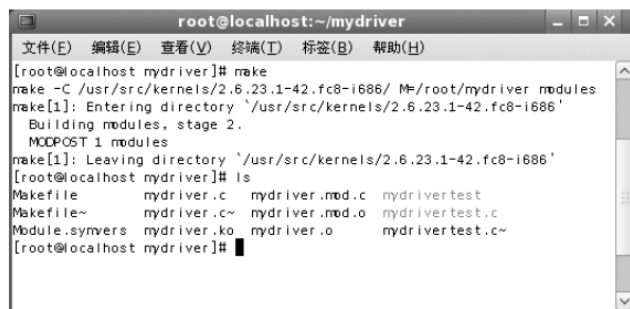 root@localhost:~/mydriver
文件(F) 编辑(E) 查看(V) 终端(T) 标签(B) 帮助(H)
[root@localhost mydriver]# make
make -C /usr/src/kernels/2.6.23.1-42.fc8-i686/ M=/root/mydriver modules
make[1]: Entering directory `/usr/src/kernels/2.6.23.1-42.fc8-i686'
  Building modules, stage 2.
  MODPOST 1 modules
make[1]: Leaving directory `/usr/src/kernels/2.6.23.1-42.fc8-i686'
[root@localhost mydriver]# ls
Makefile mydriver.c mydriver.mod.c mydrivertest
Makefile~ mydriver.c~ mydriver.mod.o mydrivertest.c
Module.symvers mydriver.ko mydriver.o mydrivertest.c~
[root@localhost mydriver]#